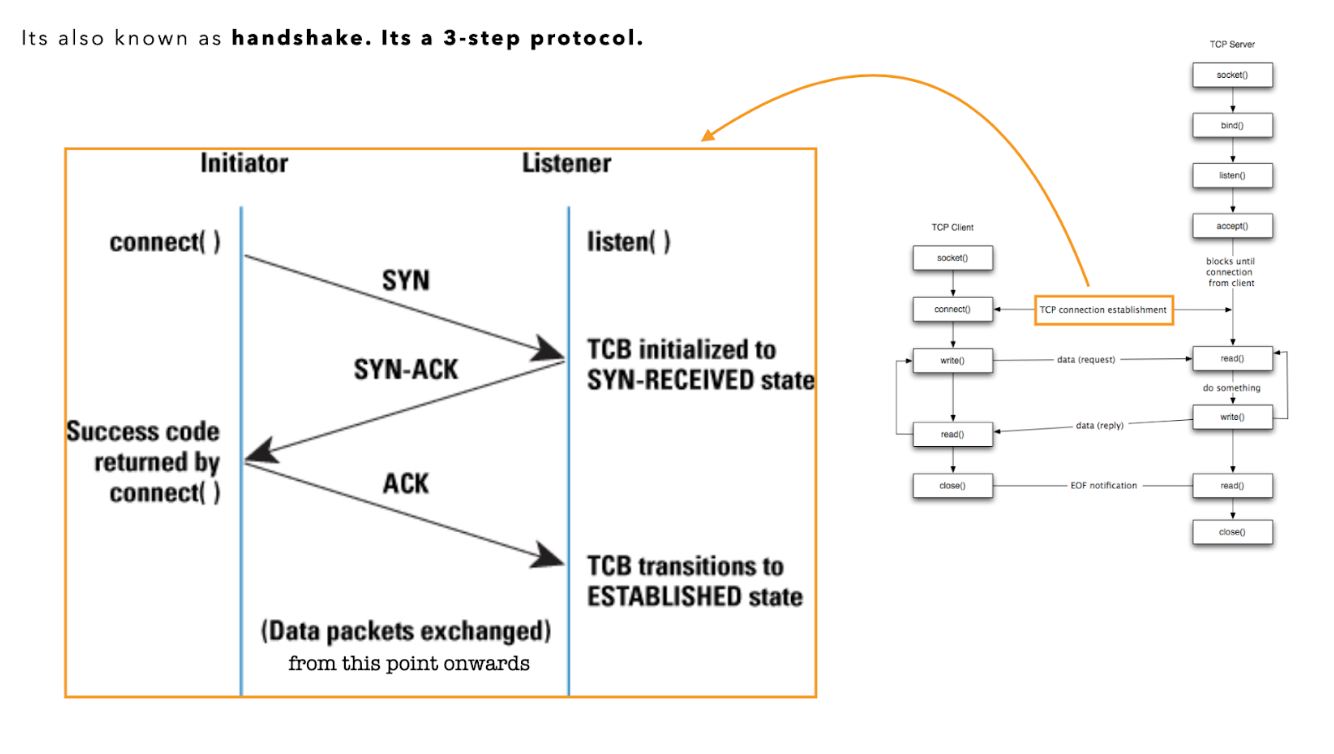 Its also known as handshake. Its a 3-step protocol.
Initiator
Listener
connect( )
listen( )
SYN
TCB initialized to
SYN-RECEIVED state
SYN-ACK
Success code
returned by
connect( )
ACK
TCB transitions to
ESTABLISHED state
(Data packets exchanged)
from this point onwards
TCP Server
socket()
bind()
listen()
accept()
blocks until
connection
from client
TCP Client
socket()
connect()
TCP connection establishment
write()
data (request)
read()
do something
write()
data (reply)
read()
close()
EOF notification
read()
close()